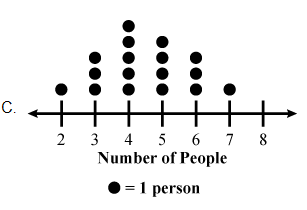 C.
2 3 4 5 6 7 8
Number of People
= 1 person